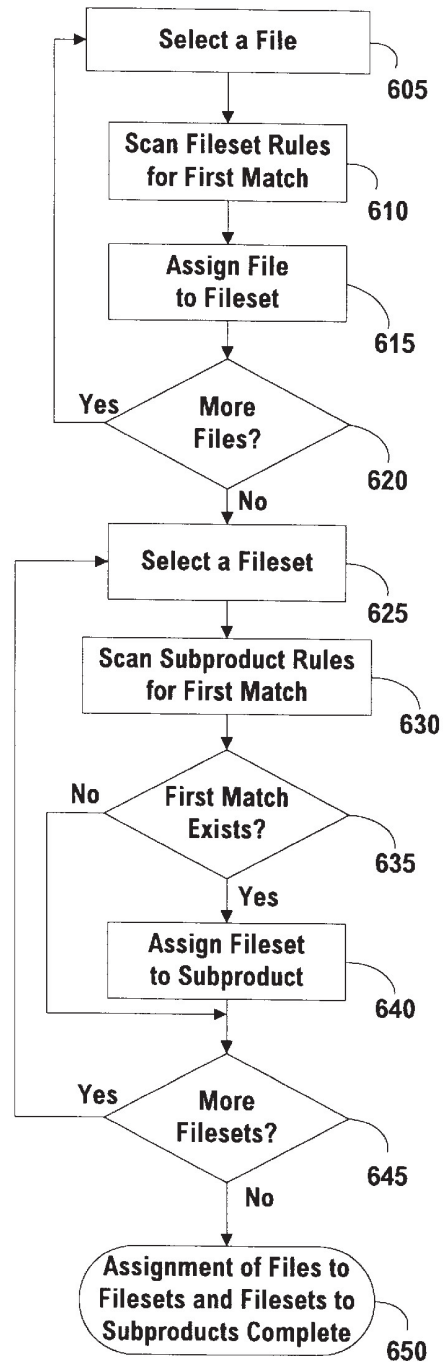 Select a File
605
Scan Fileset Rules
for First Match
610
Assign File
to Fileset
615
Yes
More
Files?
620
No
Select a Fileset
625
Scan Subproduct Rules
for First Match
630
No
First Match
Exists?
635
Yes
Assign Fileset
to Subproduct
640
Yes
More
Filesets?
645
No
Assignment of Files to
Filesets and Filesets to
Subproducts Complete
650